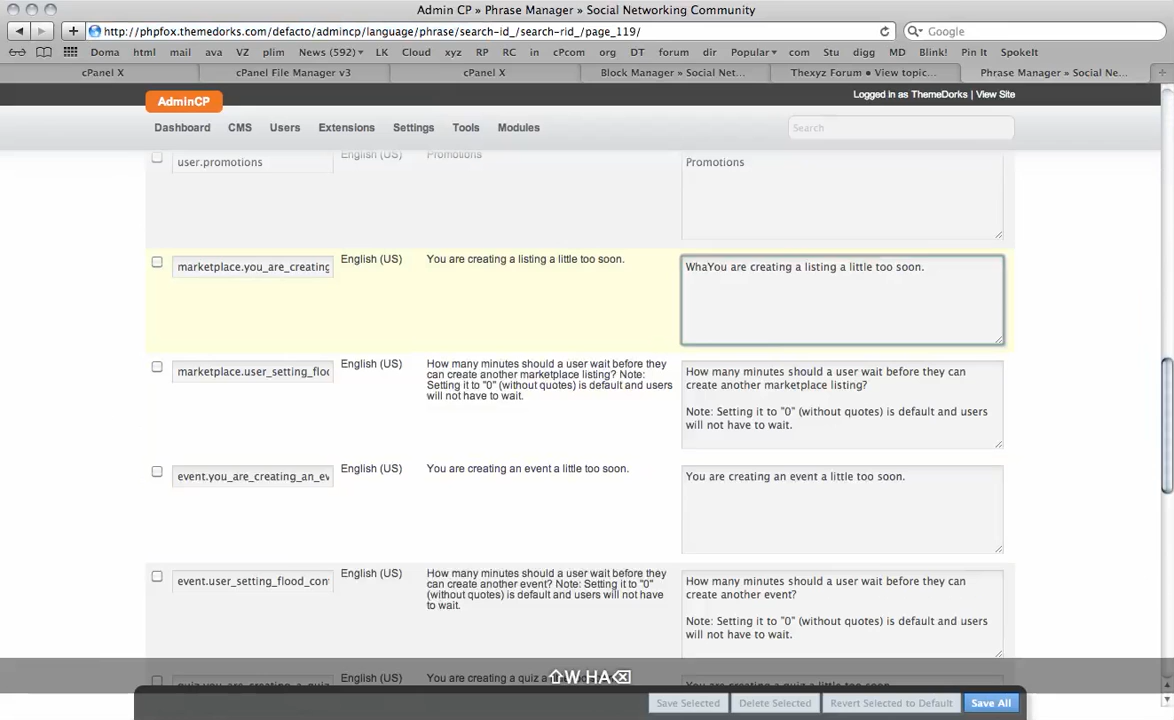 Admin CP » Phrase Manager » Social Networking Community
http://phpfox.themedorks.com/defacto/admincp/language/phrase/search-id_/search-rid_/page_119/
Google
Doma html mail ava VZ plim News (592) LK Cloud xyz RP RC in cPcom org DT forum dir Popular com Stu digg MD Blink! Pin It SpokeIt
cPanel X cPanel File Manager v3 cPanel X Block Manager » Social Net... Thexyz Forum • View topic... Phrase Manager » Social Ne...
AdminCP
Logged in as ThemeDorks | View Site
Dashboard CMS Users Extensions Settings Tools Modules
Search
user.promotions
English (US)
Promotions
Promotions
marketplace.you_are_creating
English (US)
You are creating a listing a little too soon.
WhaYou are creating a listing a little too soon.
marketplace.user_setting_floo
English (US)
How many minutes should a user wait before they
can create another marketplace listing? Note:
Setting it to "0" (without quotes) is default and users
will not have to wait.
How many minutes should a user wait before they can
create another marketplace listing?
Note: Setting it to "0" (without quotes) is default and users
will not have to wait.
event.you_are_creating_an_ev
English (US)
You are creating an event a little too soon.
You are creating an event a little too soon.
event.user_setting_flood_con
English (US)
How many minutes should a user wait before they
can create another event? Note: Setting it to "0"
(without quotes) is default and users will not have
to wait.
How many minutes should a user wait before they can
create another event?
Note: Setting it to "0" (without quotes) is default and users
will not have to wait.
⇧W HA⌫
quiz.you_are_creating_a_quiz
English (US)
You are creating a quiz a
You are creating a quiz a little too soon.
Save Selected Delete Selected Revert Selected to Default Save All